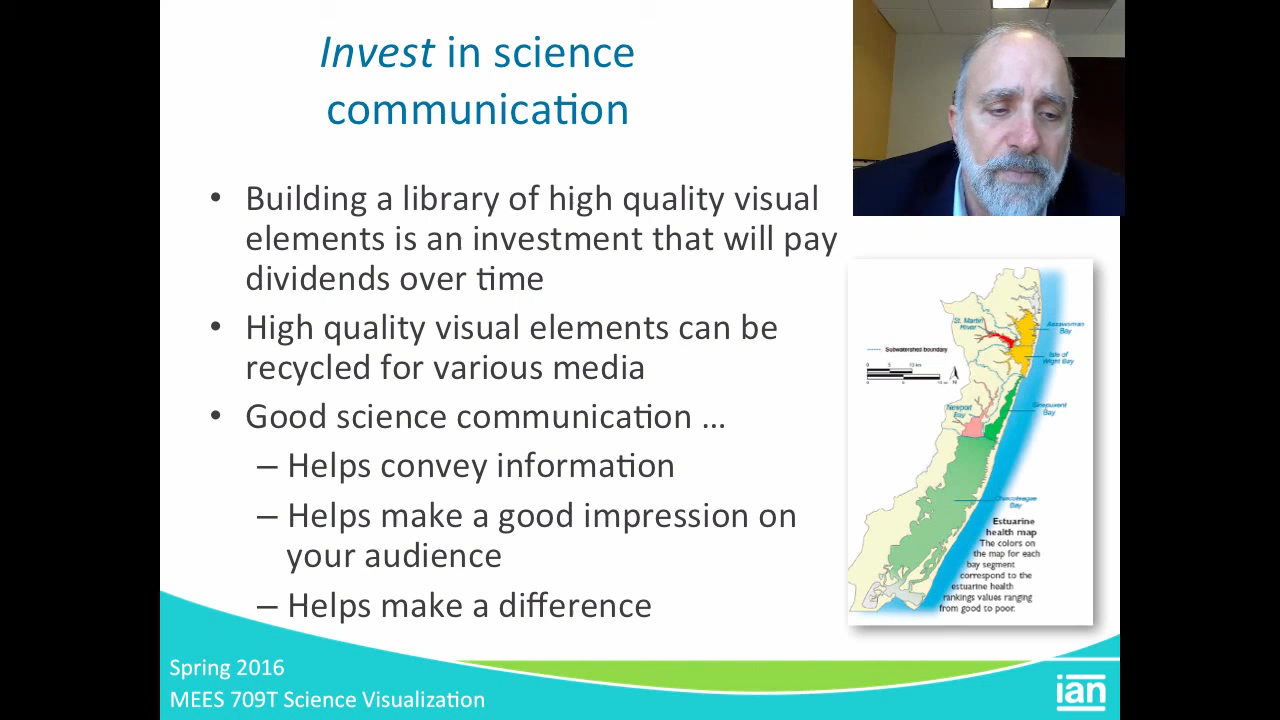 Invest in science
communication
• Building a library of high quality visual
elements is an investment that will pay
dividends over time
• High quality visual elements can be
recycled for various media
• Good science communication ...
– Helps convey information
– Helps make a good impression on
your audience
– Helps make a difference
St. Martin
River
Assawoman
Bay
Subwatershed boundary
Isle of
Wight Bay
Newport
Bay
Sinepuxent
Bay
Chincoteague
Bay
Estuarine
health map
The colors on
the map for each
bay segment
correspond to the
estuarine health
rankings values ranging
from good to poor.
Spring 2016
MEES 709T Science Visualization
ian